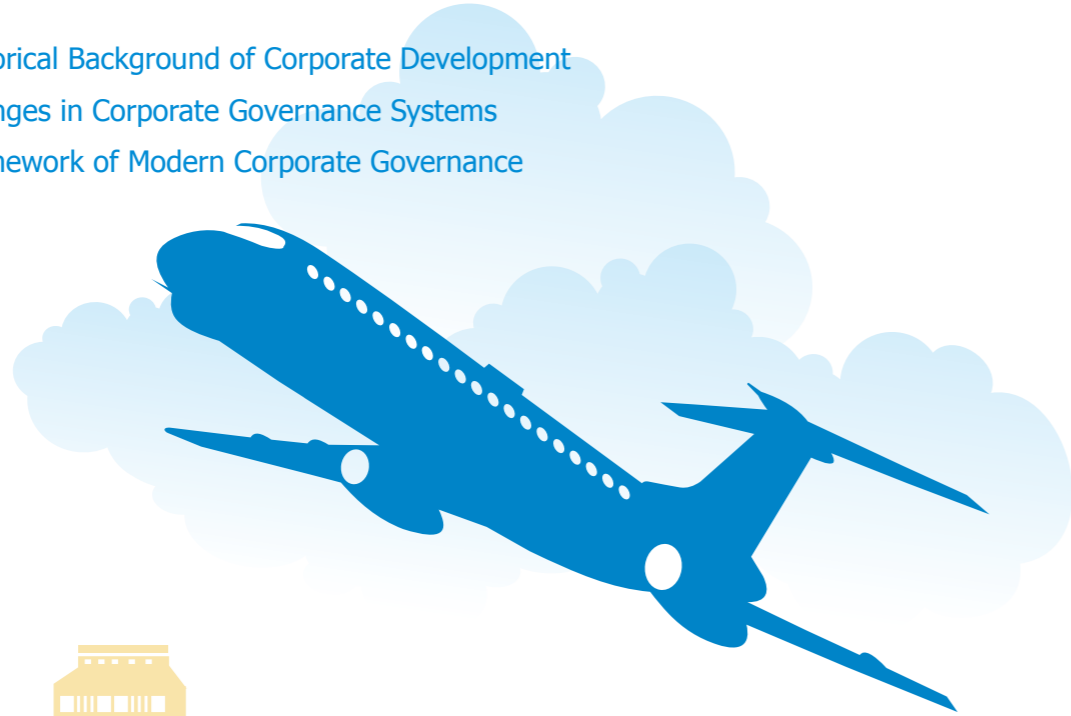 orical Background of Corporate Development
nges in Corporate Governance Systems
nework of Modern Corporate Governance